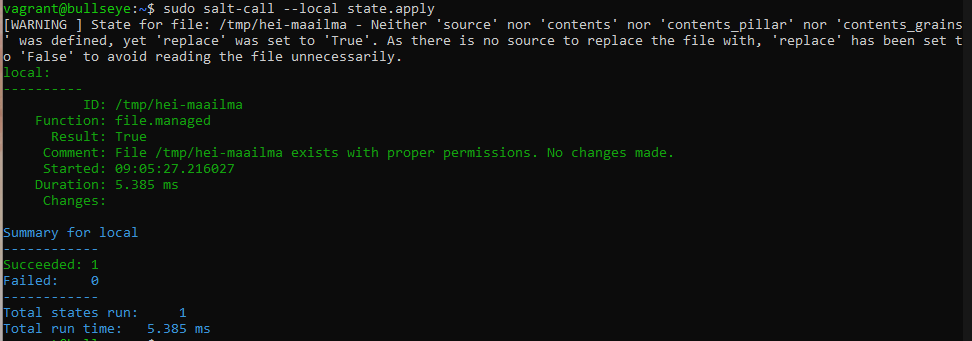 vagrant@bullseye:~$ sudo salt-call --local state.apply
[WARNING ] State for file: /tmp/hei-maailma - Neither 'source' nor 'contents' nor 'contents_pillar' nor 'contents_grains
' was defined, yet 'replace' was set to 'True'. As there is no source to replace the file with, 'replace' has been set t
o 'False' to avoid reading the file unnecessarily.
local:
----------
          ID: /tmp/hei-maailma
    Function: file.managed
      Result: True
     Comment: File /tmp/hei-maailma exists with proper permissions. No changes made.
     Started: 09:05:27.216027
    Duration: 5.385 ms
     Changes:
Summary for local
------------
Succeeded: 1
Failed:    0
------------
Total states run:     1
Total run time:   5.385 ms